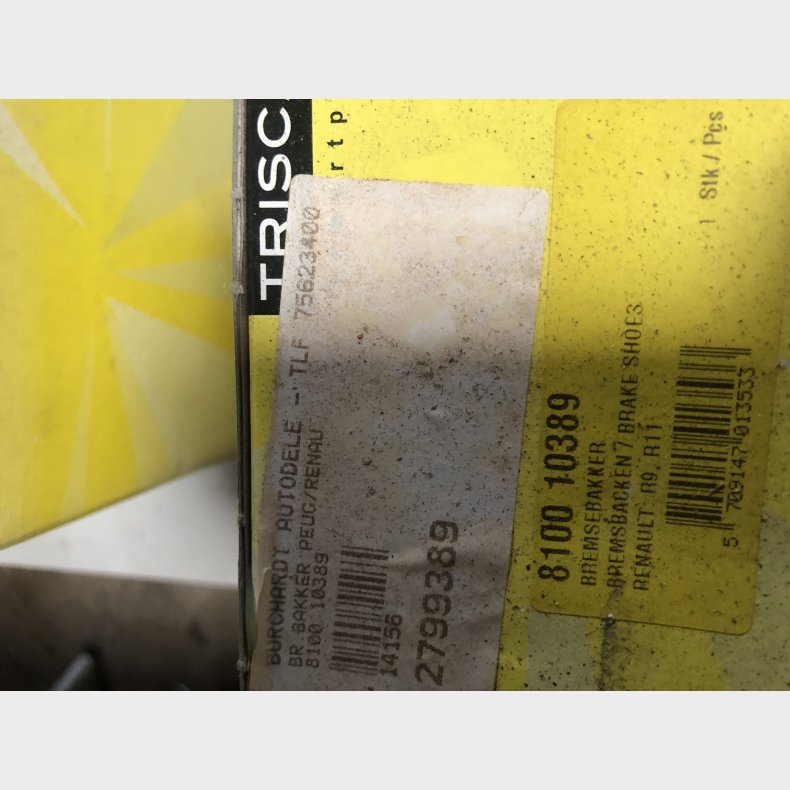 TRISC
rtp
BURCHARDT AUTODELE - TLF 75623400
BR.BAKKER PEUG/RENAU
8100 10389
14156
2799389
8100 10389
BREMSEBAKKER
BREMSBACKEN / BRAKE SHOES
RENAULT: R9, R11
1 Stk / Pcs
5 709147 013533